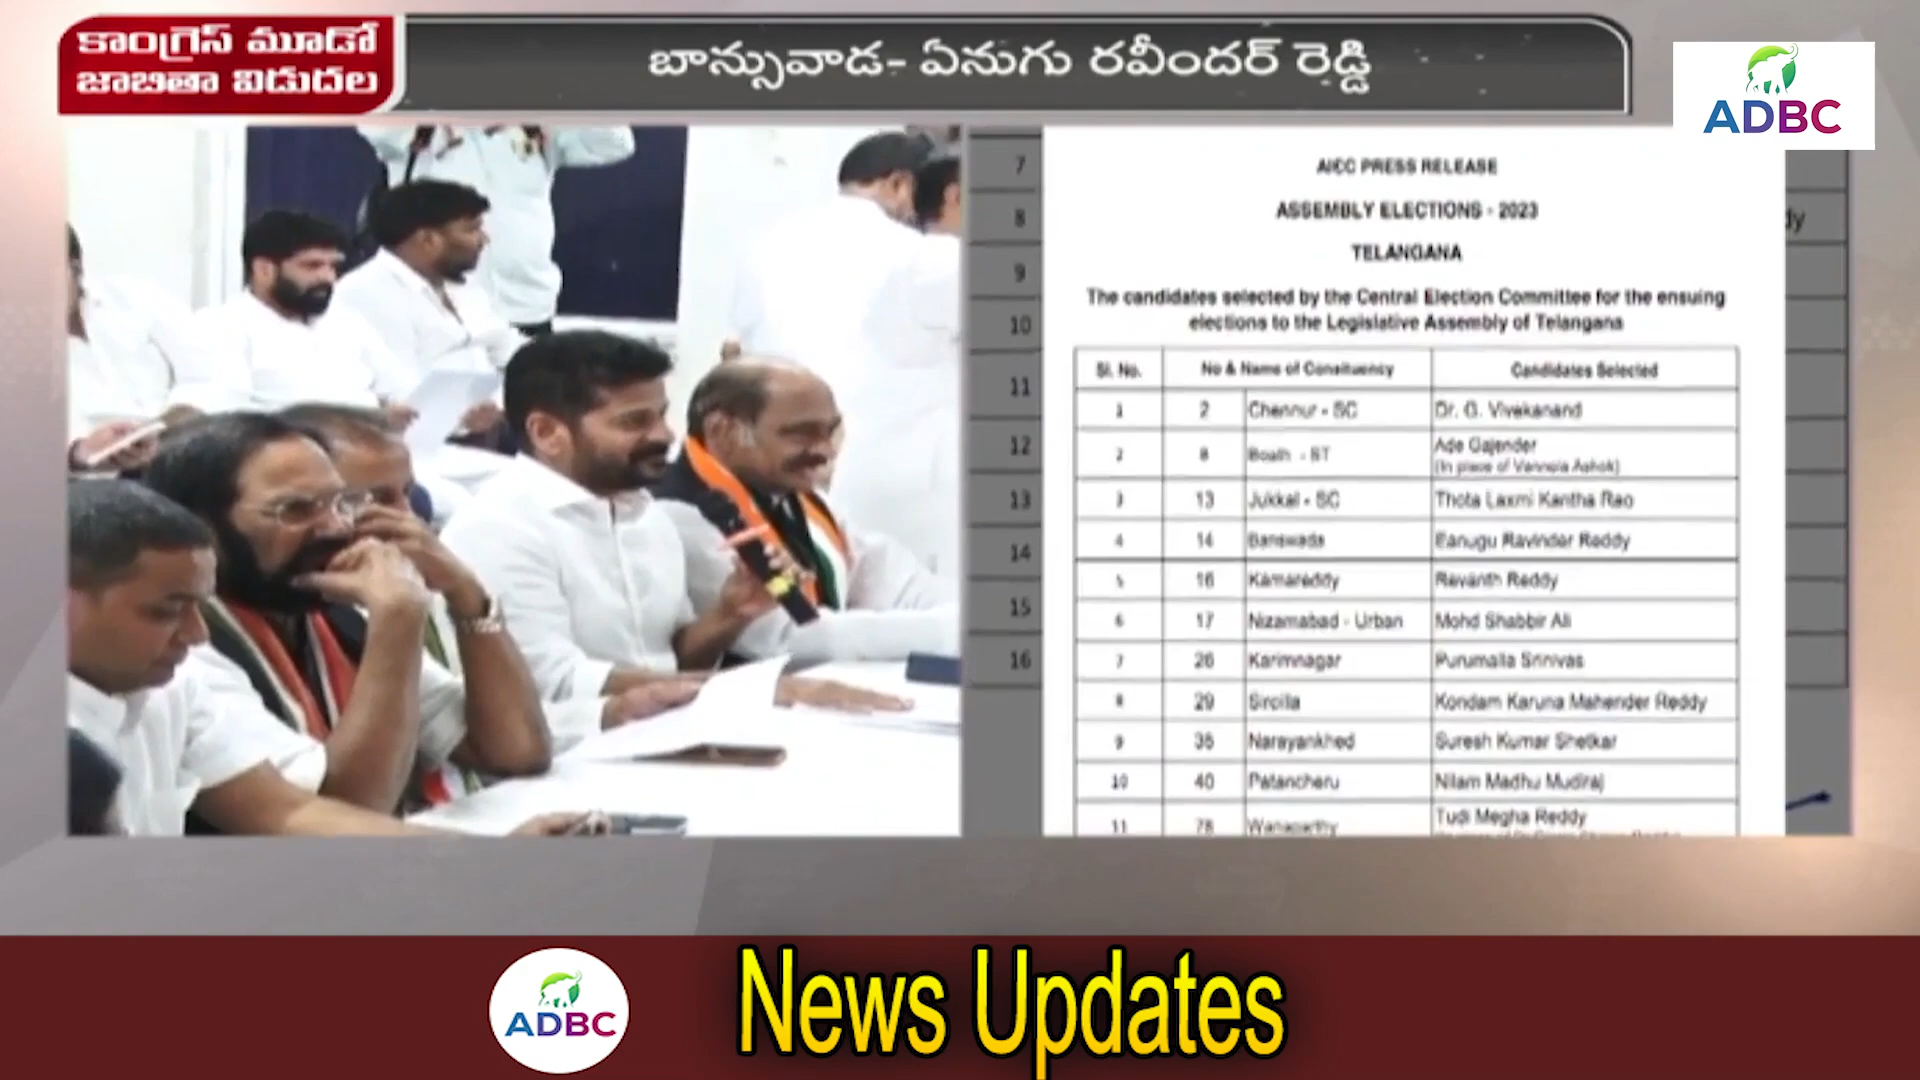 కాంగ్రెస్ మూడో
జాబితా విడుదల
బాన్సువాడ- ఏనుగు రవీందర్ రెడ్డి
ADBC
AICC PRESS RELEASE
ASSEMBLY ELECTIONS - 2023
TELANGANA
The candidates selected by the Central Election Committee for the ensuing
elections to the Legislative Assembly of Telangana
Sl. No. No & Name of Consituency Candidates Selected
1 2 Chennur - SC Dr. G. Vivekanand
2 8 Boath - ST Ade Gajender
(In place of Vannela Ashok)
3 13 Jukkal - SC Thota Laxmi Kantha Rao
4 14 Banswada Eanugu Ravinder Reddy
5 16 Kamareddy Revanth Reddy
6 17 Nizamabad - Urban Mohd Shabbir Ali
7 26 Karimnagar Purumalla Srinivas
8 29 Sircilla Kondam Karuna Mahender Reddy
9 35 Narayankhed Suresh Kumar Shetkar
10 40 Patancheru Nilam Madhu Mudiraj
11 78 Wanaparthy Tudi Megha Reddy
7
8 dy
9
10
11
12
13
14
15
16
ADBC
News Updates